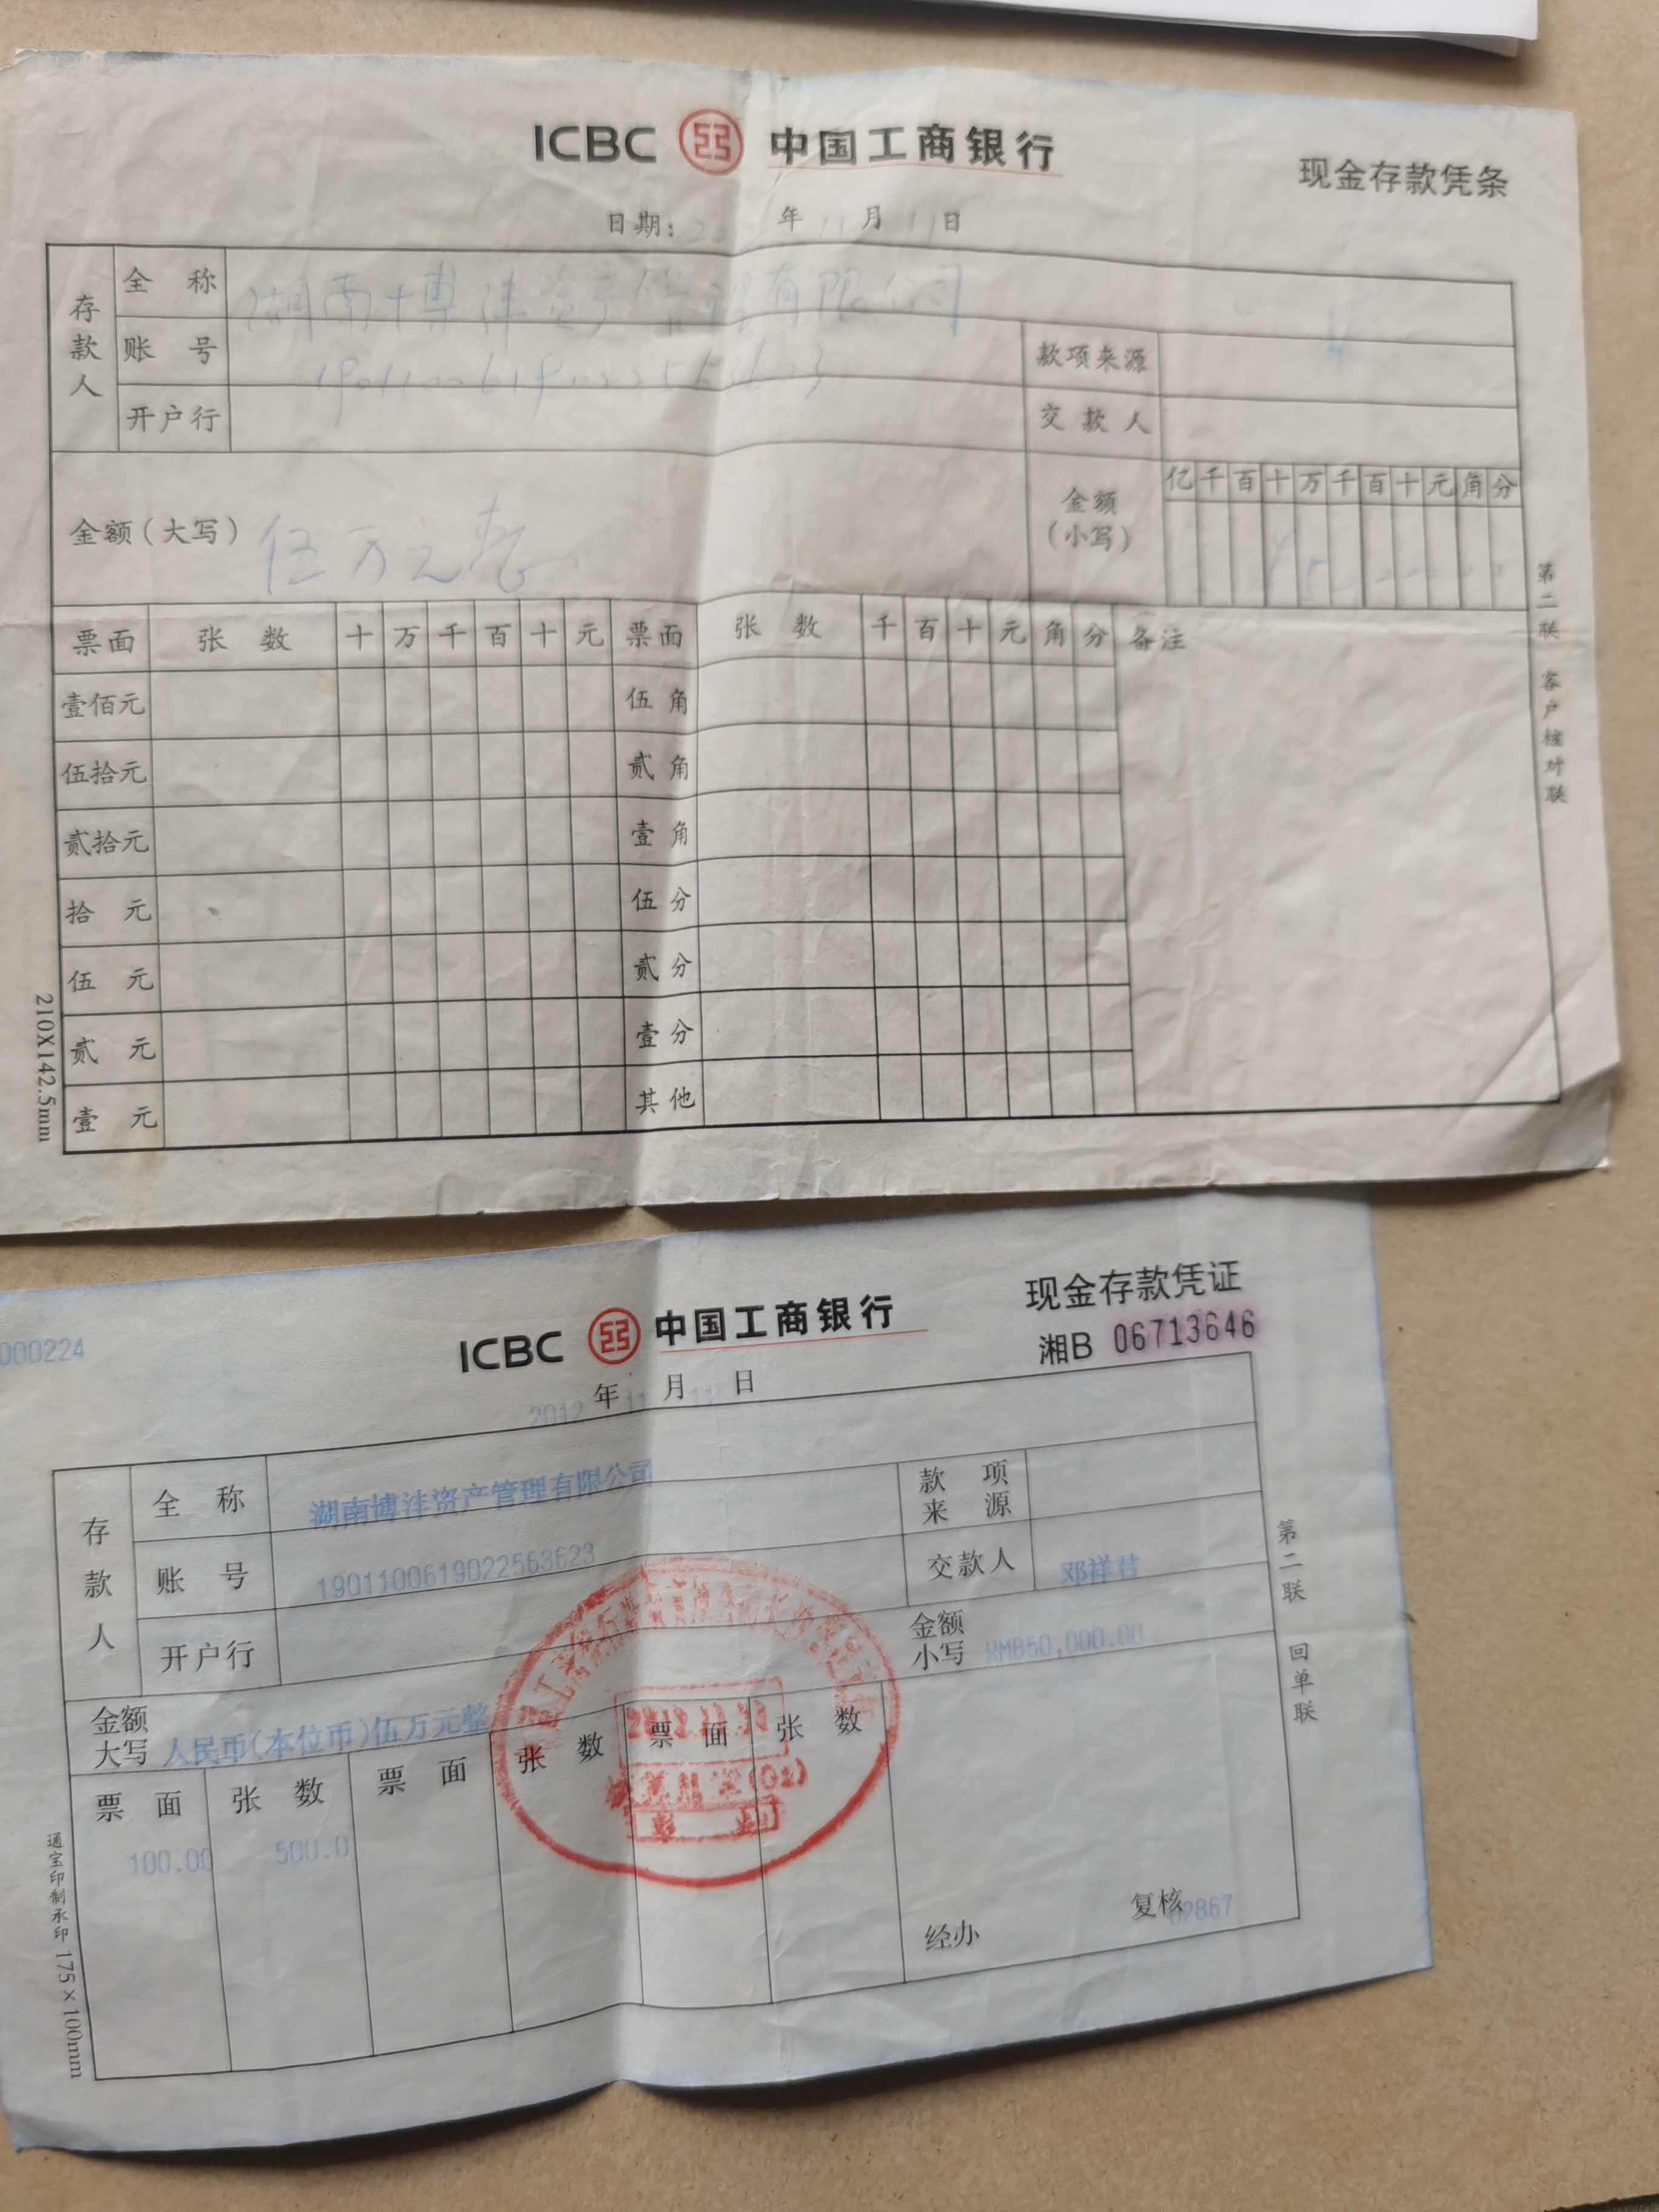 ICBC 中国工商银行
现金存款凭条
日期: 年 11 月 11 日
存款人
全称 湖南博沣资产管理有限公司
账号 1901100619022563623
款项来源
开户行
交款人
金额(大写) 伍万元整
金额(小写)
亿 千 百 十 万 千 百 十 元 角 分
¥ 5 0 0 0 0 0 0
票面 张数 十 万 千 百 十 元 票面 张数 千 百 十 元 角 分 备注
壹佰元 伍角
伍拾元 贰角
贰拾元 壹角
拾元 伍分
伍元 贰分
贰元 壹分
壹元 其他
第二联 客户核对联
210X142.5mm
000224
ICBC 中国工商银行
现金存款凭证
湘B 06713646
2012 年 11 月 11 日
存款人
全称 湖南博沣资产管理有限公司
款项来源
账号 1901100619022563623
交款人 邓祥君
开户行
金额小写 RMB50,000.00
金额大写 人民币(本位币)伍万元整
票面 张数 票面 张数 票面 张数
100.00 500.0
经办
复核 02867
第二联 回单联
通宝印制承印 175×100mm